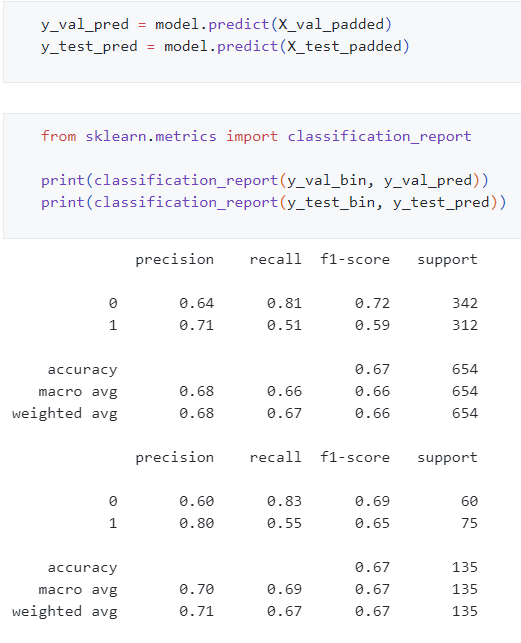 y_val_pred = model.predict(X_val_padded)
y_test_pred = model.predict(X_test_padded)
from sklearn.metrics import classification_report
print(classification_report(y_val_bin, y_val_pred))
print(classification_report(y_test_bin, y_test_pred))
precision recall f1-score support
0 0.64 0.81 0.72 342
1 0.71 0.51 0.59 312
accuracy 0.67 654
macro avg 0.68 0.66 0.66 654
weighted avg 0.68 0.67 0.66 654
precision recall f1-score support
0 0.60 0.83 0.69 60
1 0.80 0.55 0.65 75
accuracy 0.67 135
macro avg 0.70 0.69 0.67 135
weighted avg 0.71 0.67 0.67 135